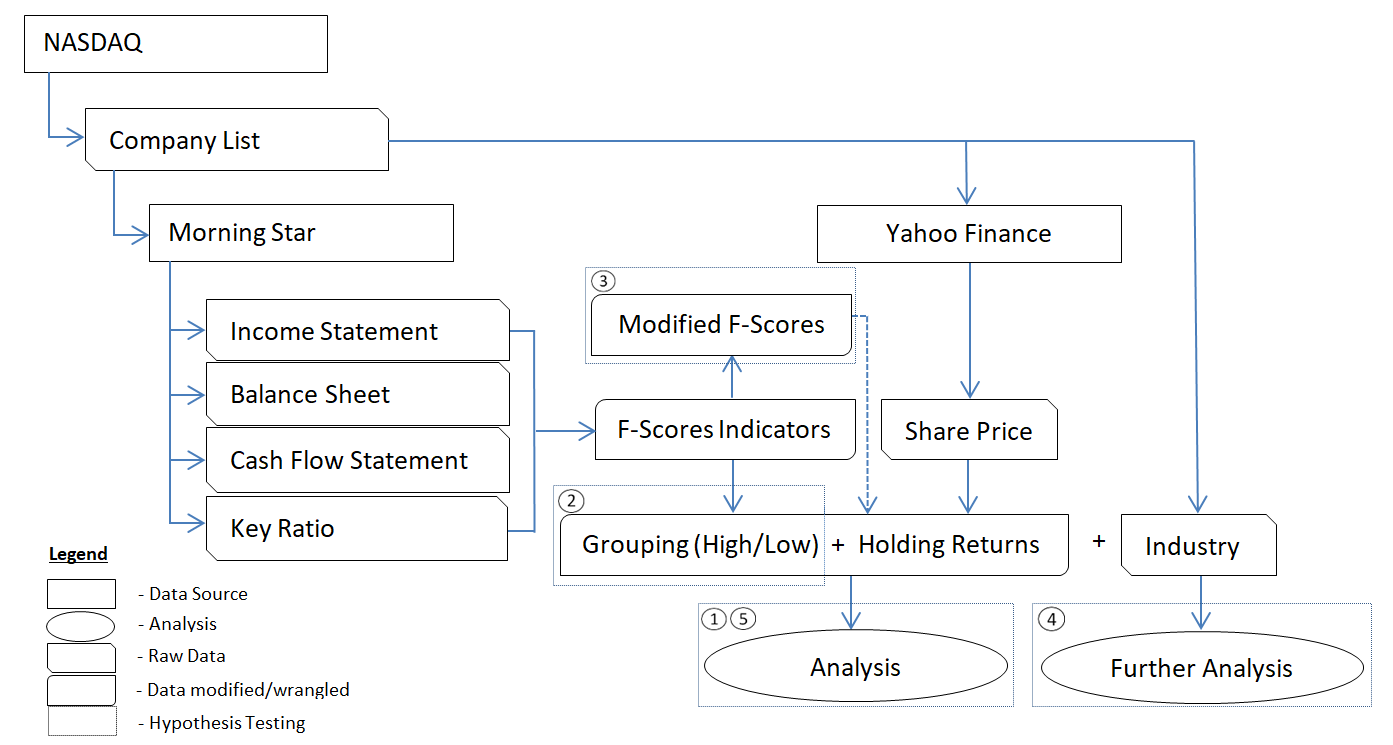 NASDAQ
Company List
Morning Star
Yahoo Finance
3
Modified F-Scores
Income Statement
Balance Sheet
F-Scores Indicators
Share Price
Cash Flow Statement
2
Key Ratio
Grouping (High/Low) + Holding Returns
+
Industry
Legend
- Data Source
- Analysis
- Raw Data
- Data modified/wrangled
- Hypothesis Testing
1 5
Analysis
4
Further Analysis